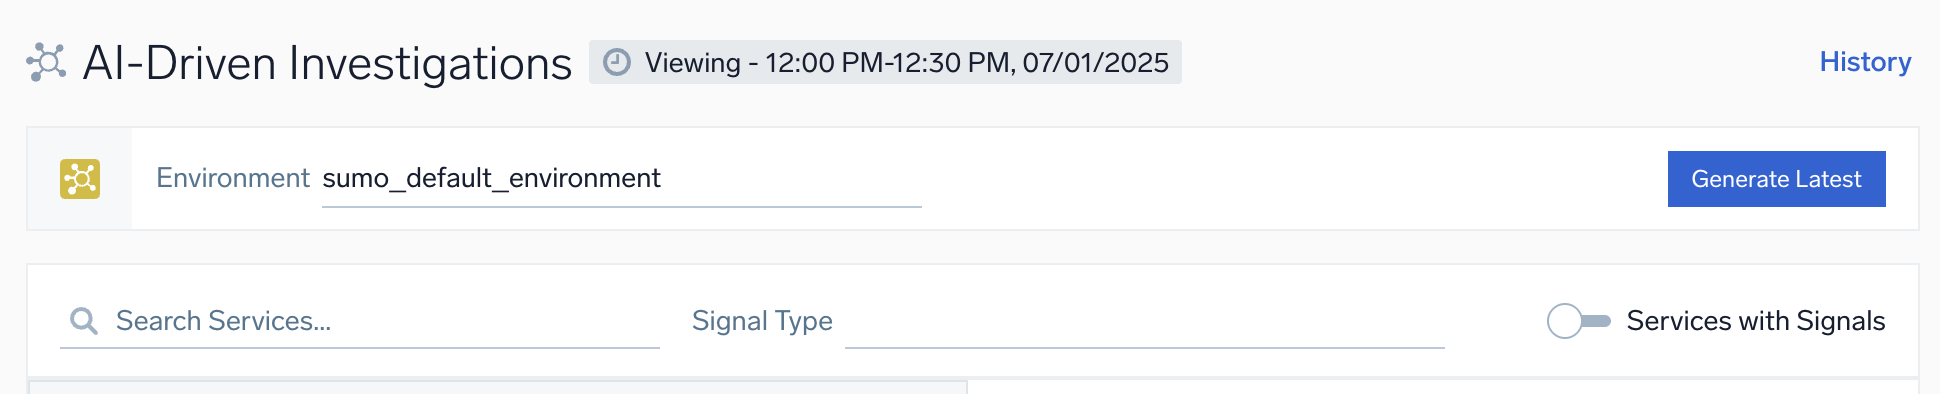 AI-Driven Investigations
Viewing - 12:00 PM-12:30 PM, 07/01/2025
History
Environment sumo_default_environment
Generate Latest
Search Services...
Signal Type
Services with Signals